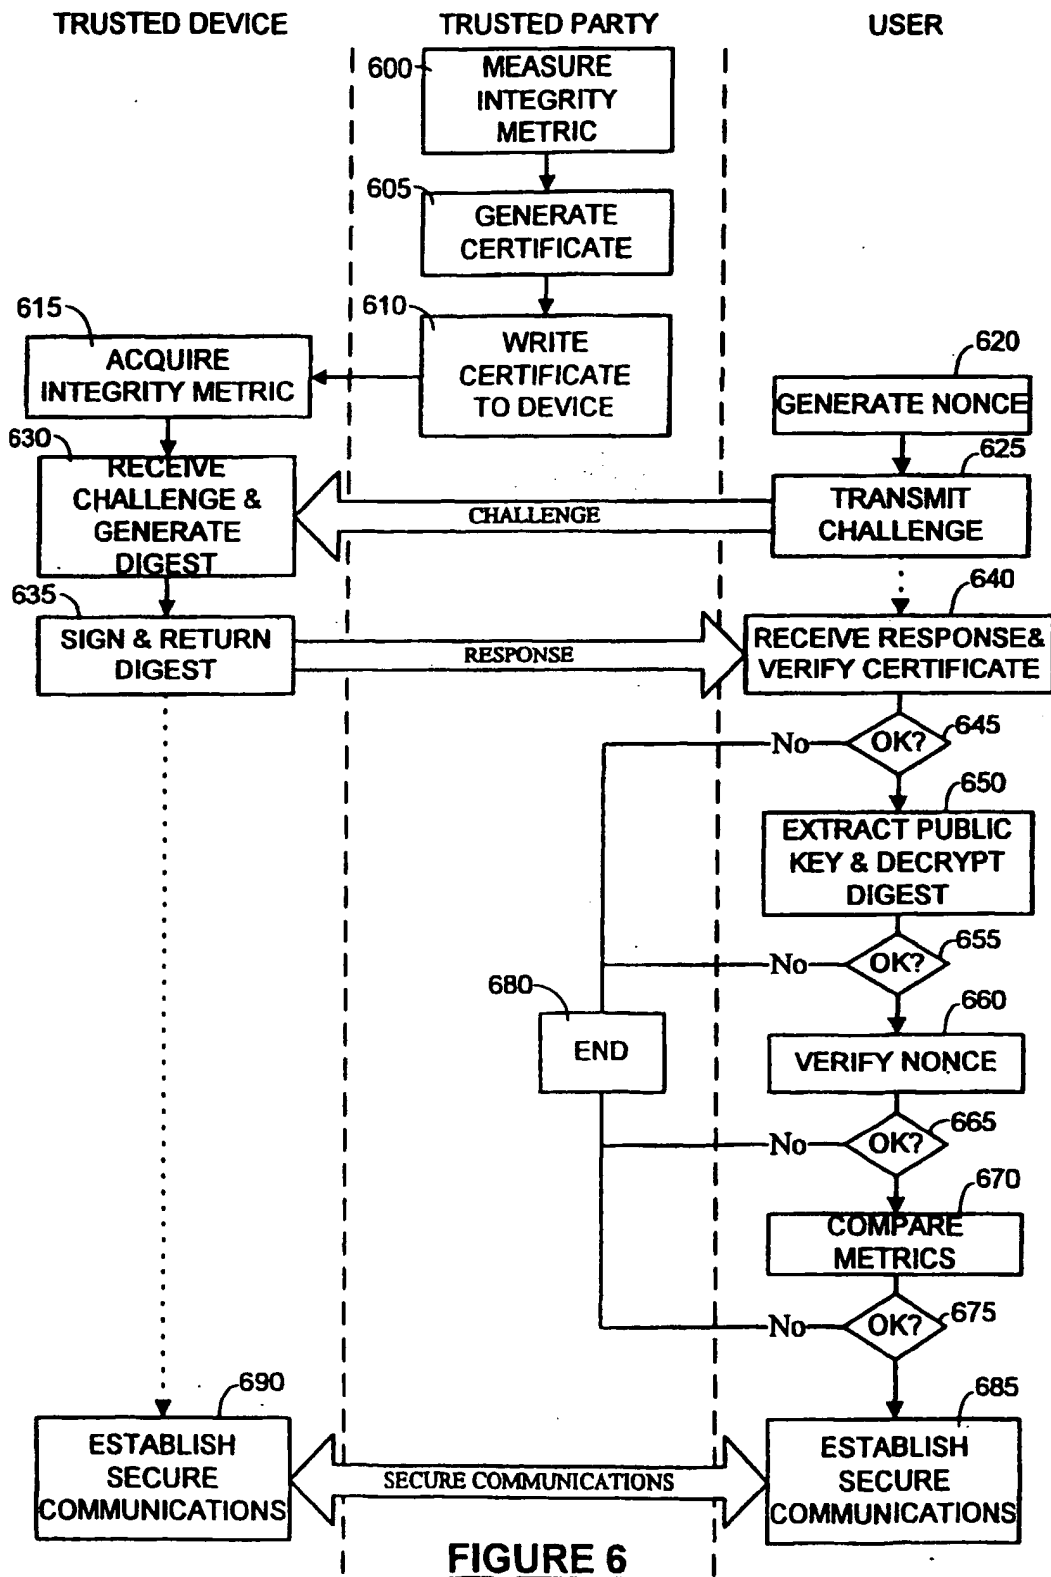 TRUSTED DEVICE
TRUSTED PARTY
USER
600
MEASURE
INTEGRITY
METRIC
605
GENERATE
CERTIFICATE
610
WRITE
CERTIFICATE
TO DEVICE
615
ACQUIRE
INTEGRITY METRIC
620
GENERATE NONCE
625
TRANSMIT
CHALLENGE
CHALLENGE
630
RECEIVE
CHALLENGE &
GENERATE
DIGEST
635
SIGN & RETURN
DIGEST
RESPONSE
640
RECEIVE RESPONSE&
VERIFY CERTIFICATE
OK?
645
No
650
EXTRACT PUBLIC
KEY & DECRYPT
DIGEST
OK?
655
No
680
END
660
VERIFY NONCE
OK?
665
No
670
COMPARE
METRICS
OK?
675
No
690
ESTABLISH
SECURE
COMMUNICATIONS
SECURE COMMUNICATIONS
685
ESTABLISH
SECURE
COMMUNICATIONS
FIGURE 6